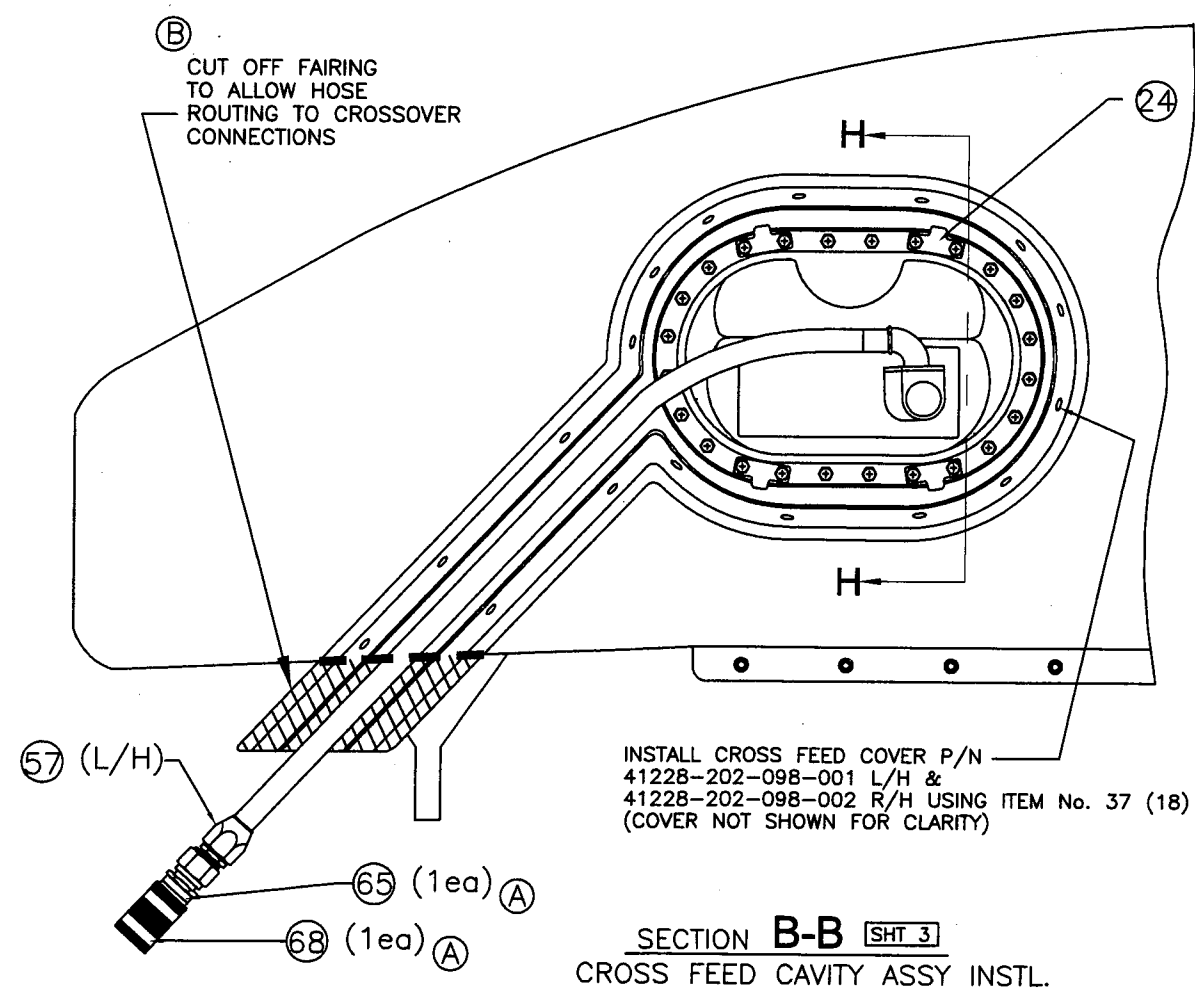 B
CUT OFF FAIRING
TO ALLOW HOSE
ROUTING TO CROSSOVER
CONNECTIONS
24
H
H
57 (L/H)
INSTALL CROSS FEED COVER P/N
41228-202-098-001 L/H &
41228-202-098-002 R/H USING ITEM No. 37 (18)
(COVER NOT SHOWN FOR CLARITY)
65 (1ea) A
68 (1ea) A
SECTION B-B SHT 3
CROSS FEED CAVITY ASSY INSTL.